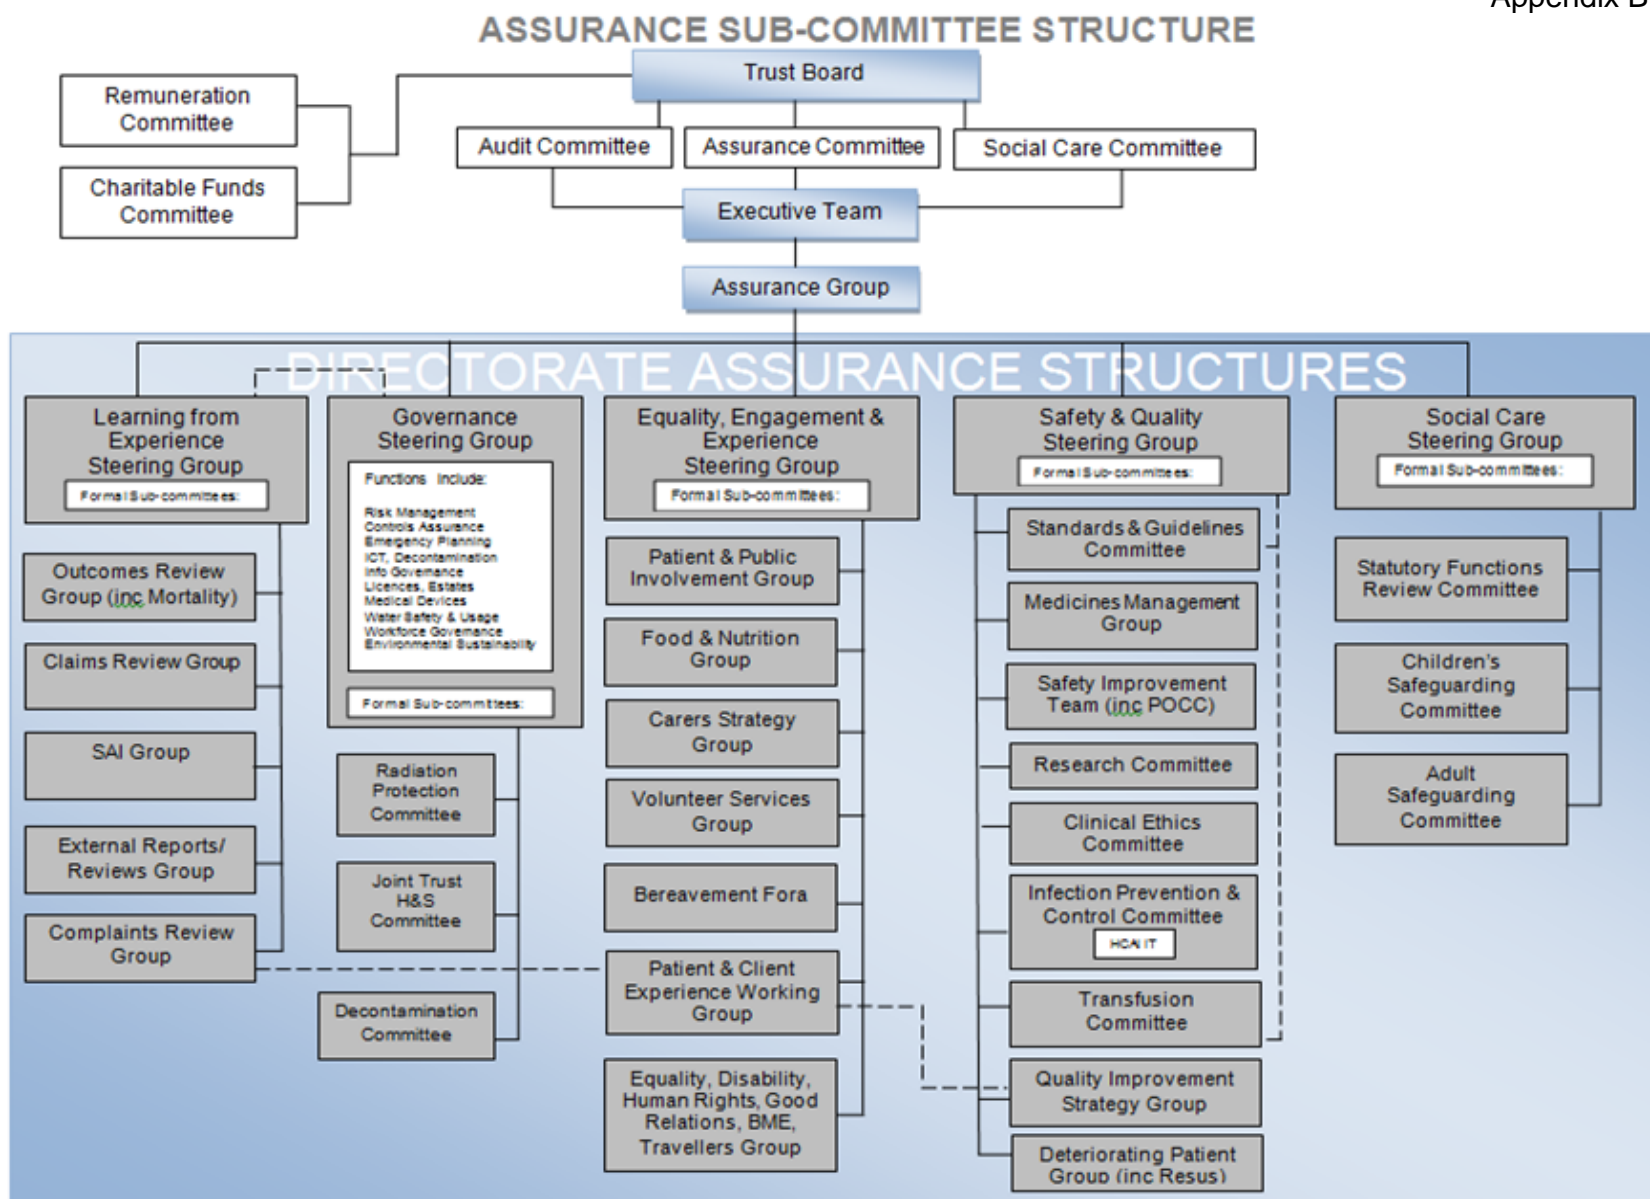 Appendix B
ASSURANCE SUB-COMMITTEE STRUCTURE
Trust Board
Remuneration
Committee
Charitable Funds
Committee
Audit Committee
Assurance Committee
Social Care Committee
Executive Team
Assurance Group
DIRECTORATE ASSURANCE STRUCTURES
Learning from
Experience
Steering Group
Formal Sub-committees:
Outcomes Review
Group (inc Mortality)
Claims Review Group
SAI Group
External Reports/
Reviews Group
Complaints Review
Group
Governance
Steering Group
Functions Include:
Risk Management
Controls Assurance
Emergency Planning
ICT, Decontamination
Info Governance
Licences, Estates
Medical Devices
Water Safety & Usage
Workforce Governance
Environmental Sustainability
Formal Sub-committees:
Radiation
Protection
Committee
Joint Trust
H&S
Committee
Decontamination
Committee
Equality, Engagement &
Experience
Steering Group
Formal Sub-committees:
Patient & Public
Involvement Group
Food & Nutrition
Group
Carers Strategy
Group
Volunteer Services
Group
Bereavement Fora
Patient & Client
Experience Working
Group
Equality, Disability,
Human Rights, Good
Relations, BME,
Travellers Group
Safety & Quality
Steering Group
Formal Sub-committees:
Standards & Guidelines
Committee
Medicines Management
Group
Safety Improvement
Team (inc POCC)
Research Committee
Clinical Ethics
Committee
Infection Prevention &
Control Committee
HCAI IT
Transfusion
Committee
Quality Improvement
Strategy Group
Deteriorating Patient
Group (inc Resus)
Social Care
Steering Group
Formal Sub-committees:
Statutory Functions
Review Committee
Children's
Safeguarding
Committee
Adult
Safeguarding
Committee